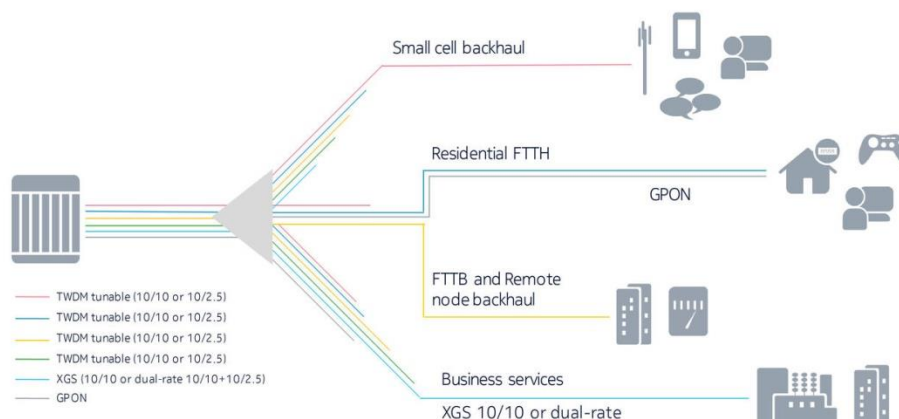 Small cell backhaul
Residential FTTH
GPON
FTTB and Remote
node backhaul
TWDM tunable (10/10 or 10/2.5)
TWDM tunable (10/10 or 10/2.5)
TWDM tunable (10/10 or 10/2.5)
TWDM tunable (10/10 or 10/2.5)
XGS (10/10 or dual-rate 10/10+10/2.5)
GPON
Business services
XGS 10/10 or dual-rate